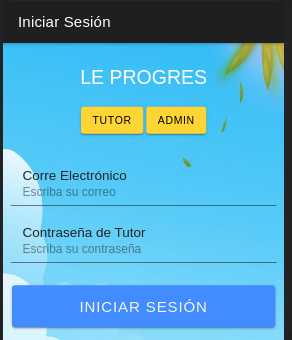 Iniciar Sesión
LE PROGRES
TUTOR ADMIN
Corre Electrónico
Escriba su correo
Contraseña de Tutor
Escriba su contraseña
INICIAR SESIÓN